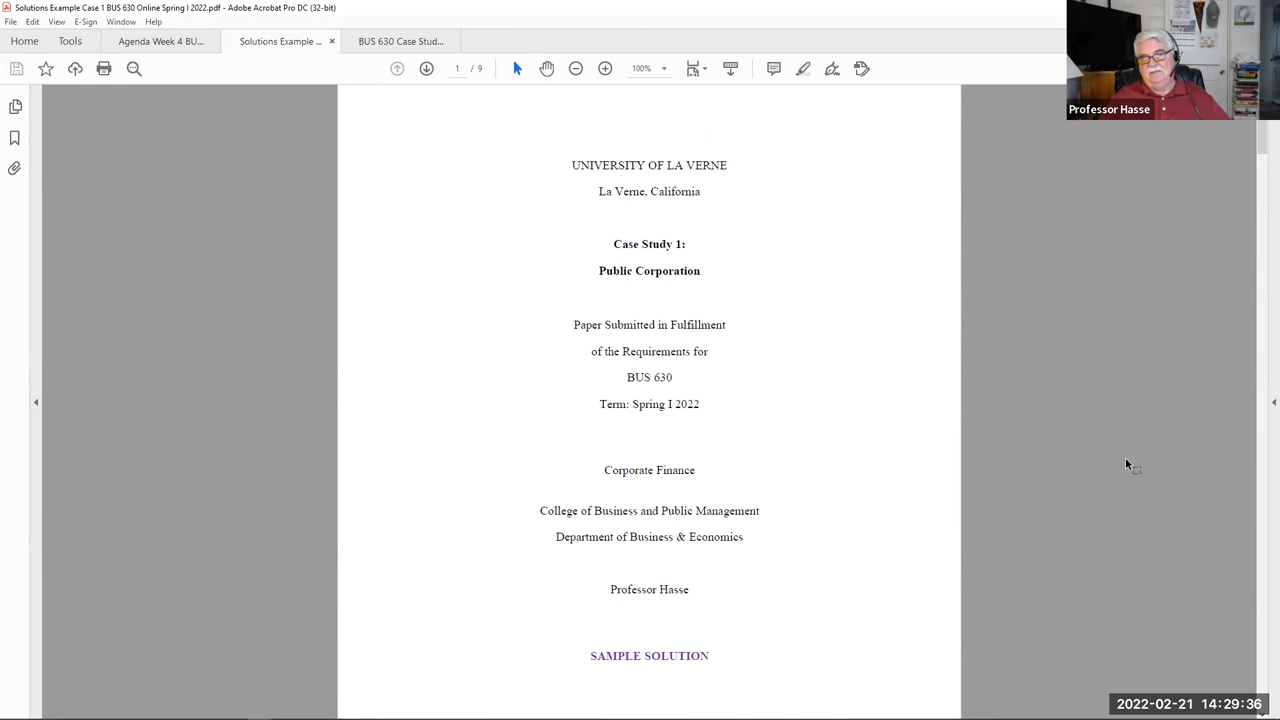 Solutions Example Case 1 BUS 630 Online Spring I 2022.pdf - Adobe Acrobat Pro DC (32-bit)
File Edit View E-Sign Window Help
Home Tools Agenda Week 4 BU... Solutions Example ... × BUS 630 Case Stud...
/ 9 100%
Professor Hasse
UNIVERSITY OF LA VERNE
La Verne, California
Case Study 1:
Public Corporation
Paper Submitted in Fulfillment
of the Requirements for
BUS 630
Term: Spring I 2022
Corporate Finance
College of Business and Public Management
Department of Business & Economics
Professor Hasse
SAMPLE SOLUTION
2022-02-21 14:29:36